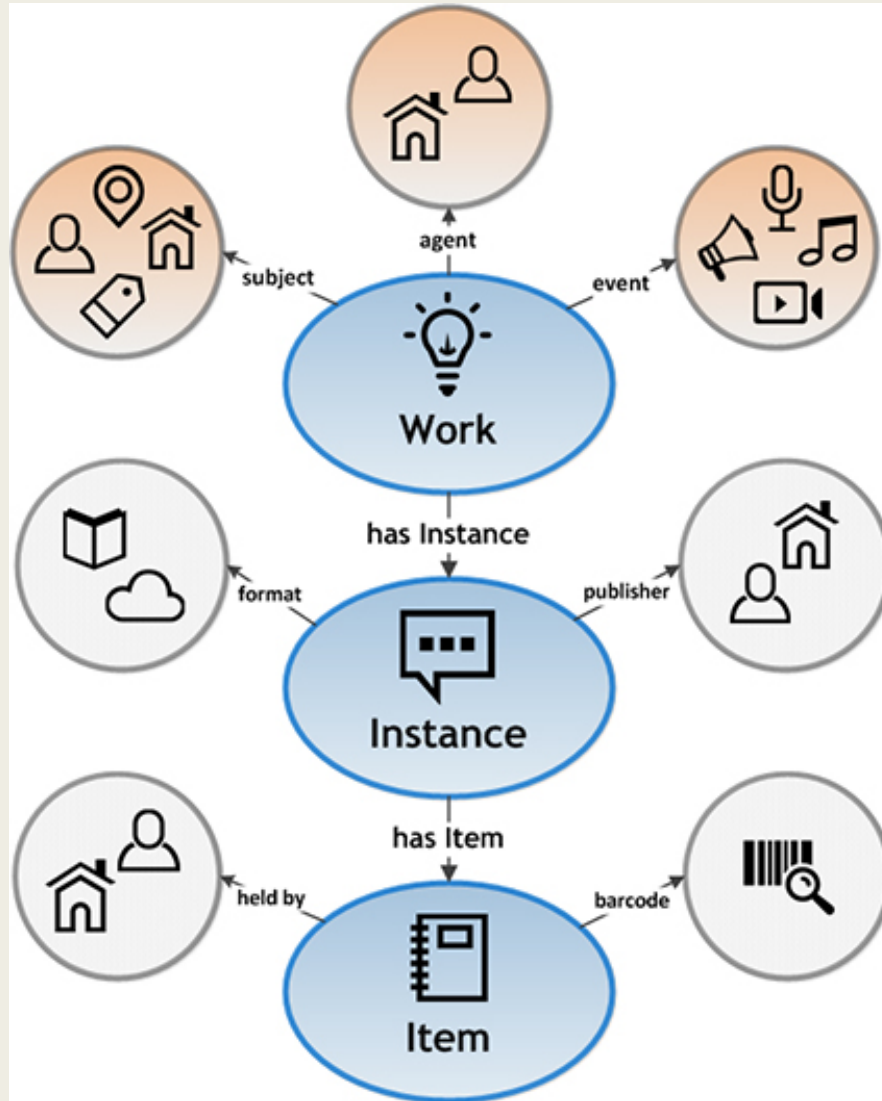 agent
subject
event
Work
has Instance
format
publisher
Instance
has Item
held by
barcode
Item